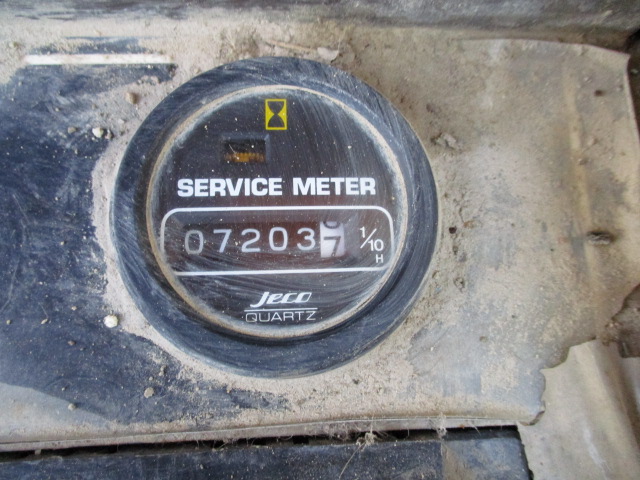 SERVICE METER
072037 1/10 H
Jeco
QUARTZ